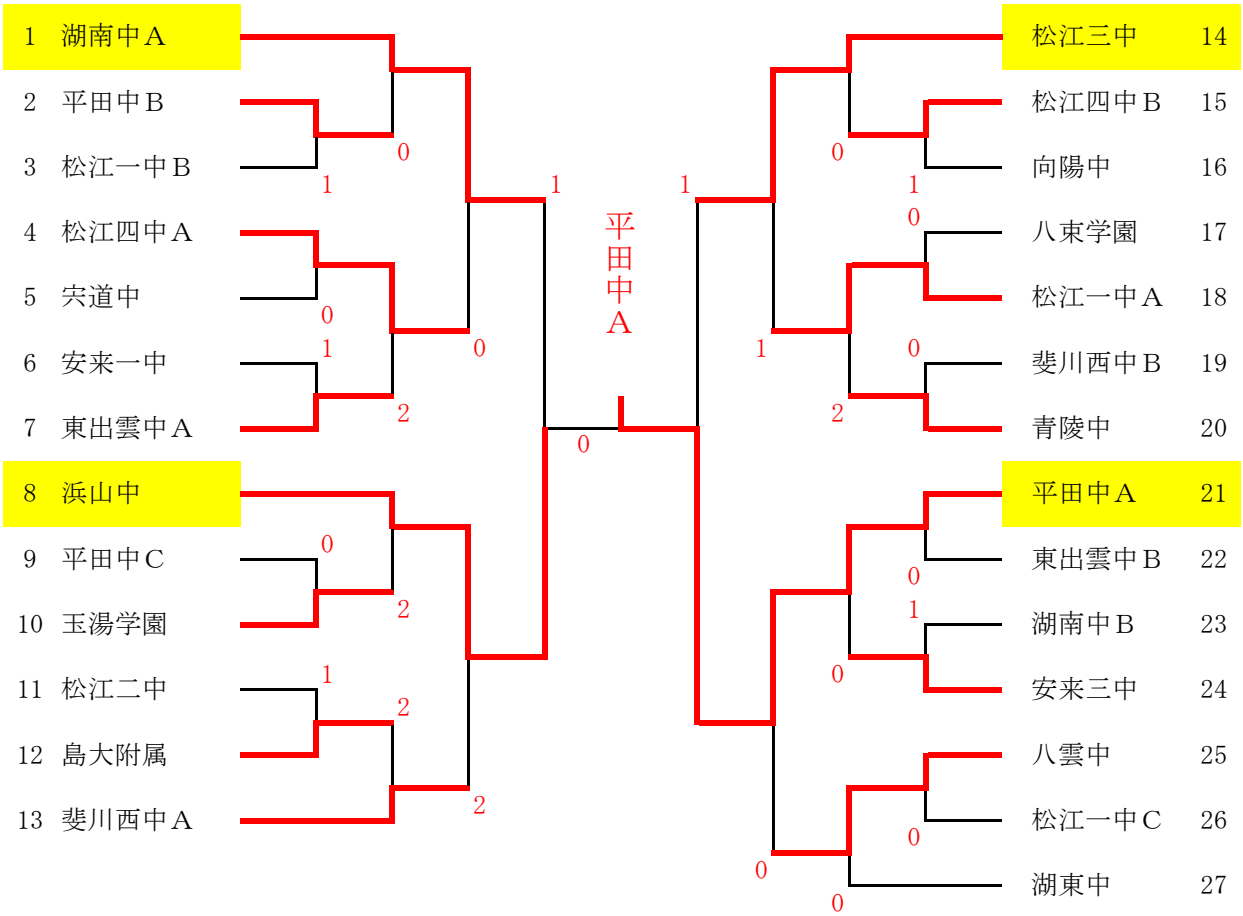 1 湖南中A
2 平田中B
3 松江一中B
4 松江四中A
5 宍道中
6 安来一中
7 東出雲中A
8 浜山中
9 平田中C
10 玉湯学園
11 松江二中
12 島大附属
13 斐川西中A
0
1
0
1
0
2
0
2
1
2
2
1
平田中A
0
1
0
1
0
1
0
2
0
1
0
0
0
0
松江三中 14
松江四中B 15
向陽中 16
八束学園 17
松江一中A 18
斐川西中B 19
青陵中 20
平田中A 21
東出雲中B 22
湖南中B 23
安来三中 24
八雲中 25
松江一中C 26
湖東中 27